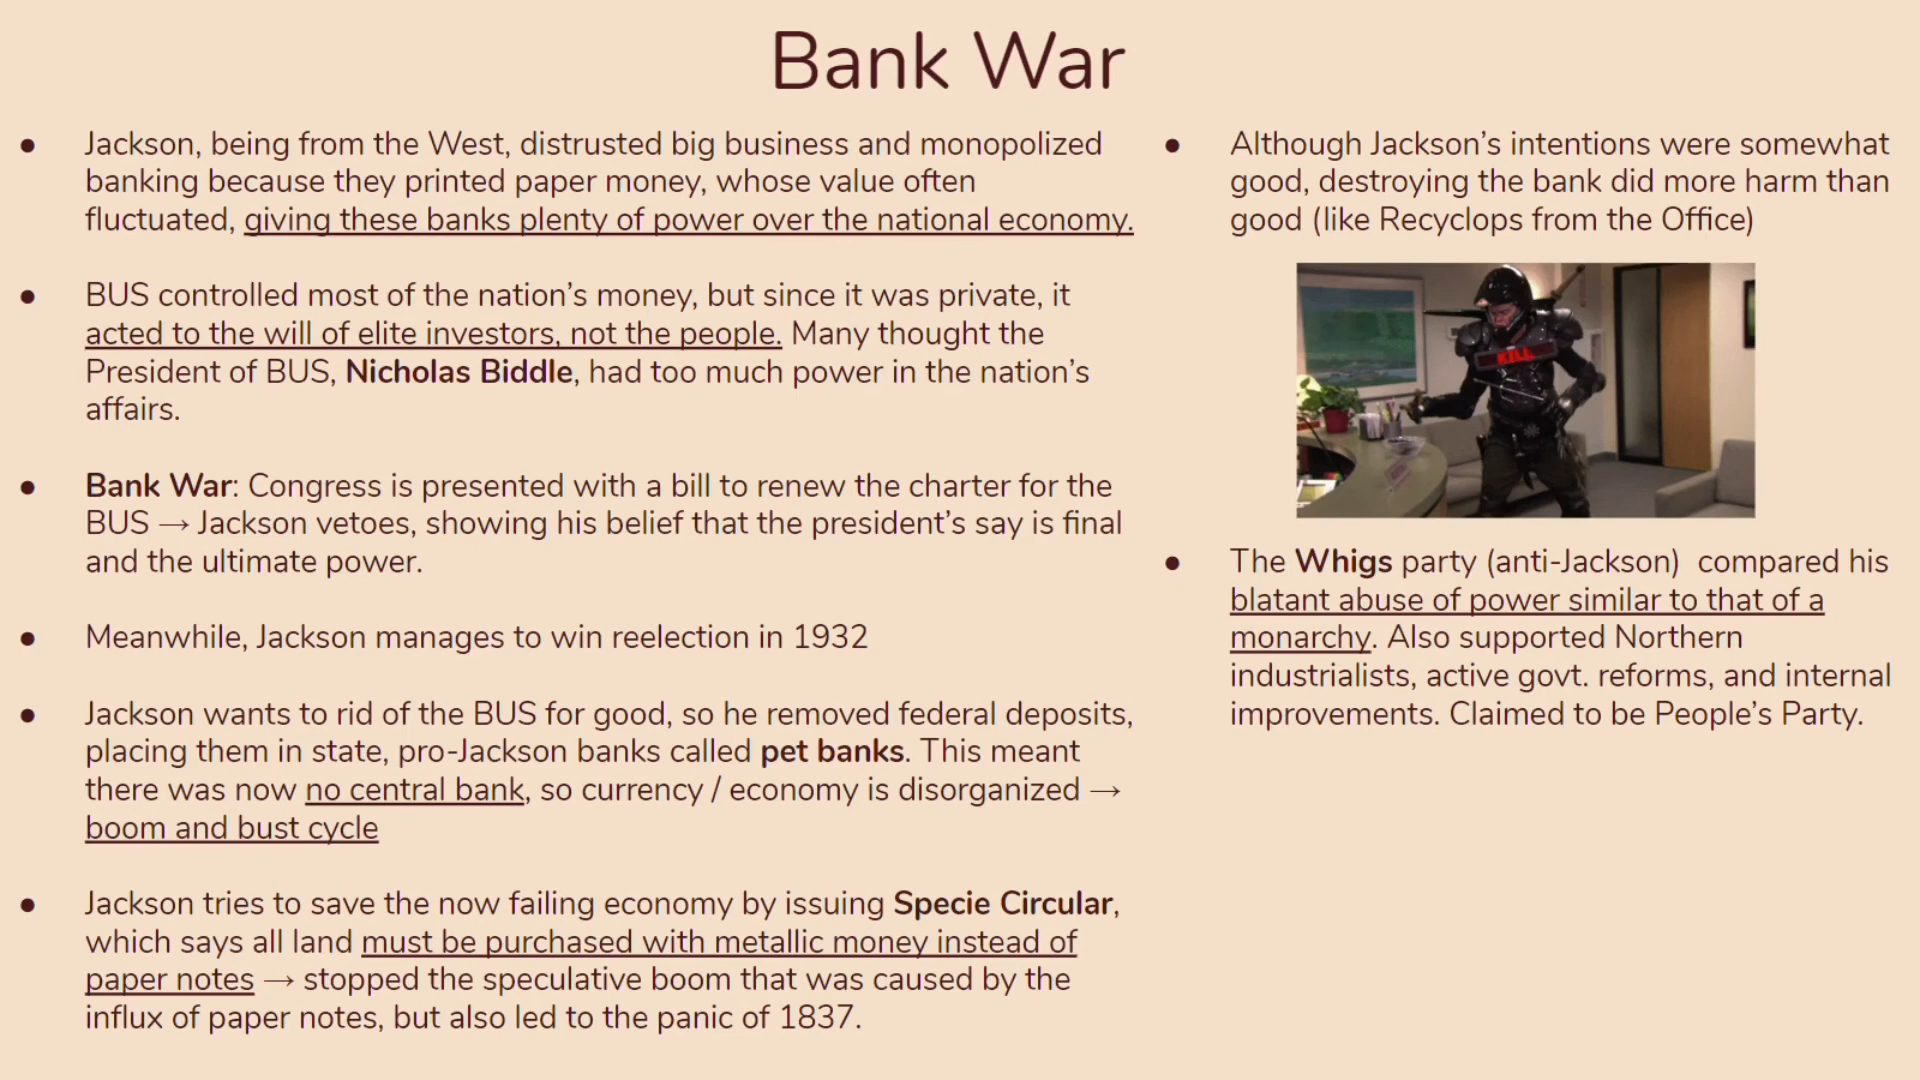 Bank War
● Jackson, being from the West, distrusted big business and monopolized
banking because they printed paper money, whose value often
fluctuated, giving these banks plenty of power over the national economy.
● BUS controlled most of the nation’s money, but since it was private, it
acted to the will of elite investors, not the people. Many thought the
President of BUS, Nicholas Biddle, had too much power in the nation’s
affairs.
● Bank War: Congress is presented with a bill to renew the charter for the
BUS → Jackson vetoes, showing his belief that the president’s say is final
and the ultimate power.
● Meanwhile, Jackson manages to win reelection in 1932
● Jackson wants to rid of the BUS for good, so he removed federal deposits,
placing them in state, pro-Jackson banks called pet banks. This meant
there was now no central bank, so currency / economy is disorganized →
boom and bust cycle
● Jackson tries to save the now failing economy by issuing Specie Circular,
which says all land must be purchased with metallic money instead of
paper notes → stopped the speculative boom that was caused by the
influx of paper notes, but also led to the panic of 1837.
● Although Jackson’s intentions were somewhat
good, destroying the bank did more harm than
good (like Recyclops from the Office)
KILL
● The Whigs party (anti-Jackson) compared his
blatant abuse of power similar to that of a
monarchy. Also supported Northern
industrialists, active govt. reforms, and internal
improvements. Claimed to be People’s Party.